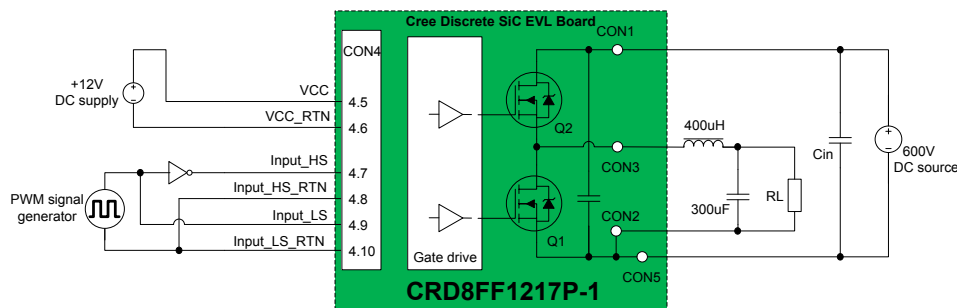 Cree Discrete SiC EVL Board
CON4
CON1
+12V
DC supply
VCC
4.5
VCC_RTN
4.6
Q2
400uH
CON3
Cin
600V
DC source
PWM signal
generator
Input_HS
4.7
Input_HS_RTN
4.8
Input_LS
4.9
Input_LS_RTN
4.10
CON2
300uF
RL
Q1
Gate drive
CON5
CRD8FF1217P-1